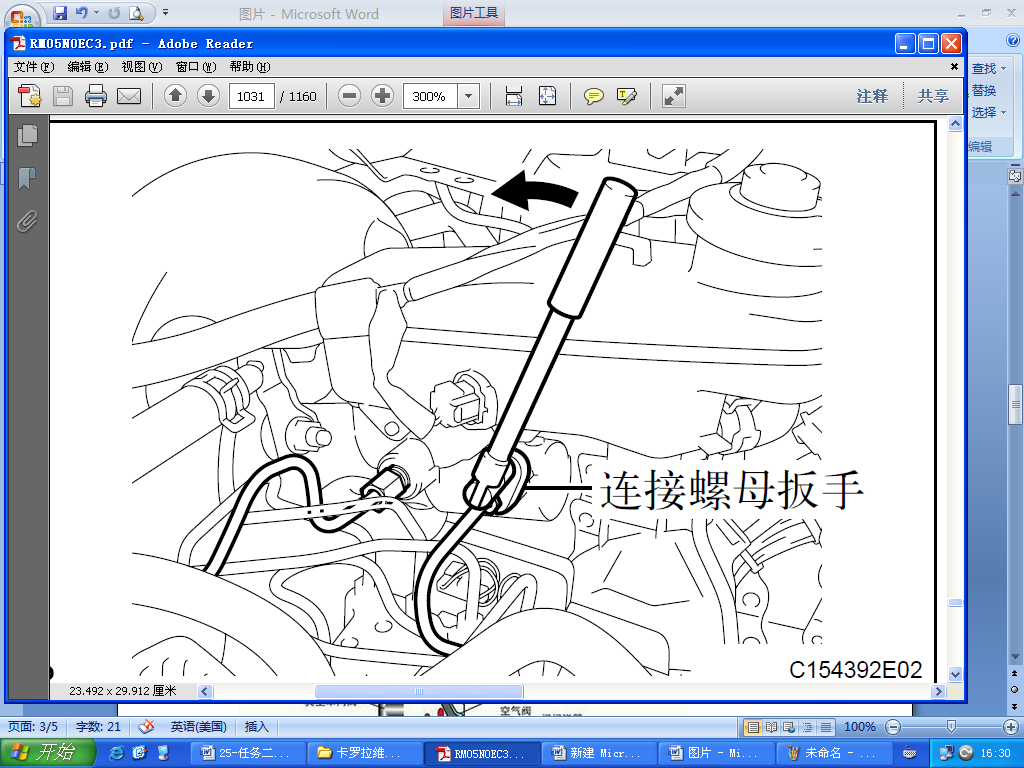 图片 - Microsoft Word
图片工具
RM05N0EC3.pdf - Adobe Reader
文件(F) 编辑(E) 视图(V) 窗口(W) 帮助(H)
1031 / 1160 300% 注释 共享
查找
替换
选择
编辑
连接螺母扳手
C154392E02
23.492 x 29.912 厘米
空气阀
页面: 3/5 字数: 21 英语(美国) 插入 100%
开始 25-任务二... 卡罗拉维... RM05N0EC3... 新建 Micr... 图片 - Mi... 未命名 - ... 16:30